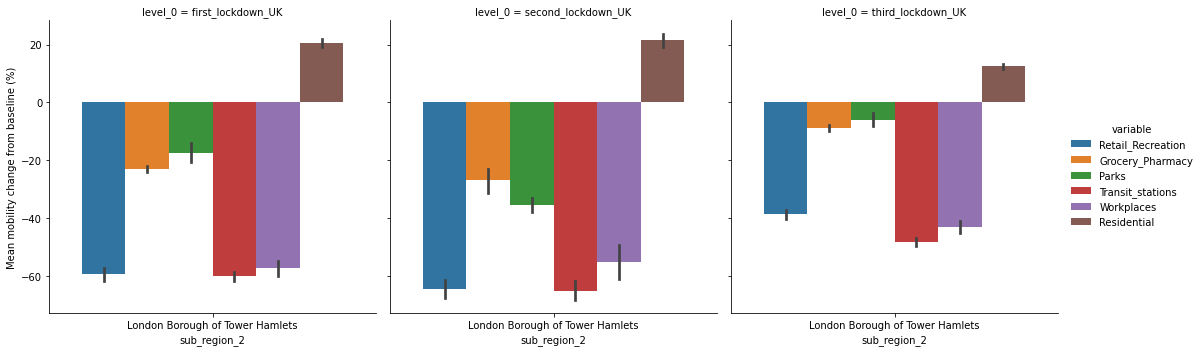 level_0 = first_lockdown_UK
level_0 = second_lockdown_UK
level_0 = third_lockdown_UK
Mean mobility change from baseline (%)
20
0
−20
−40
−60
London Borough of Tower Hamlets
sub_region_2
London Borough of Tower Hamlets
sub_region_2
London Borough of Tower Hamlets
sub_region_2
variable
Retail_Recreation
Grocery_Pharmacy
Parks
Transit_stations
Workplaces
Residential